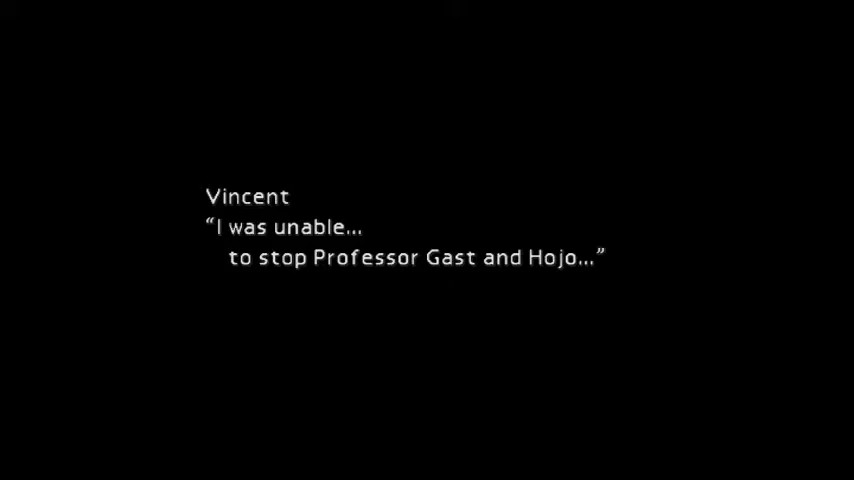 Vincent
“I was unable...
to stop Professor Gast and Hojo...”